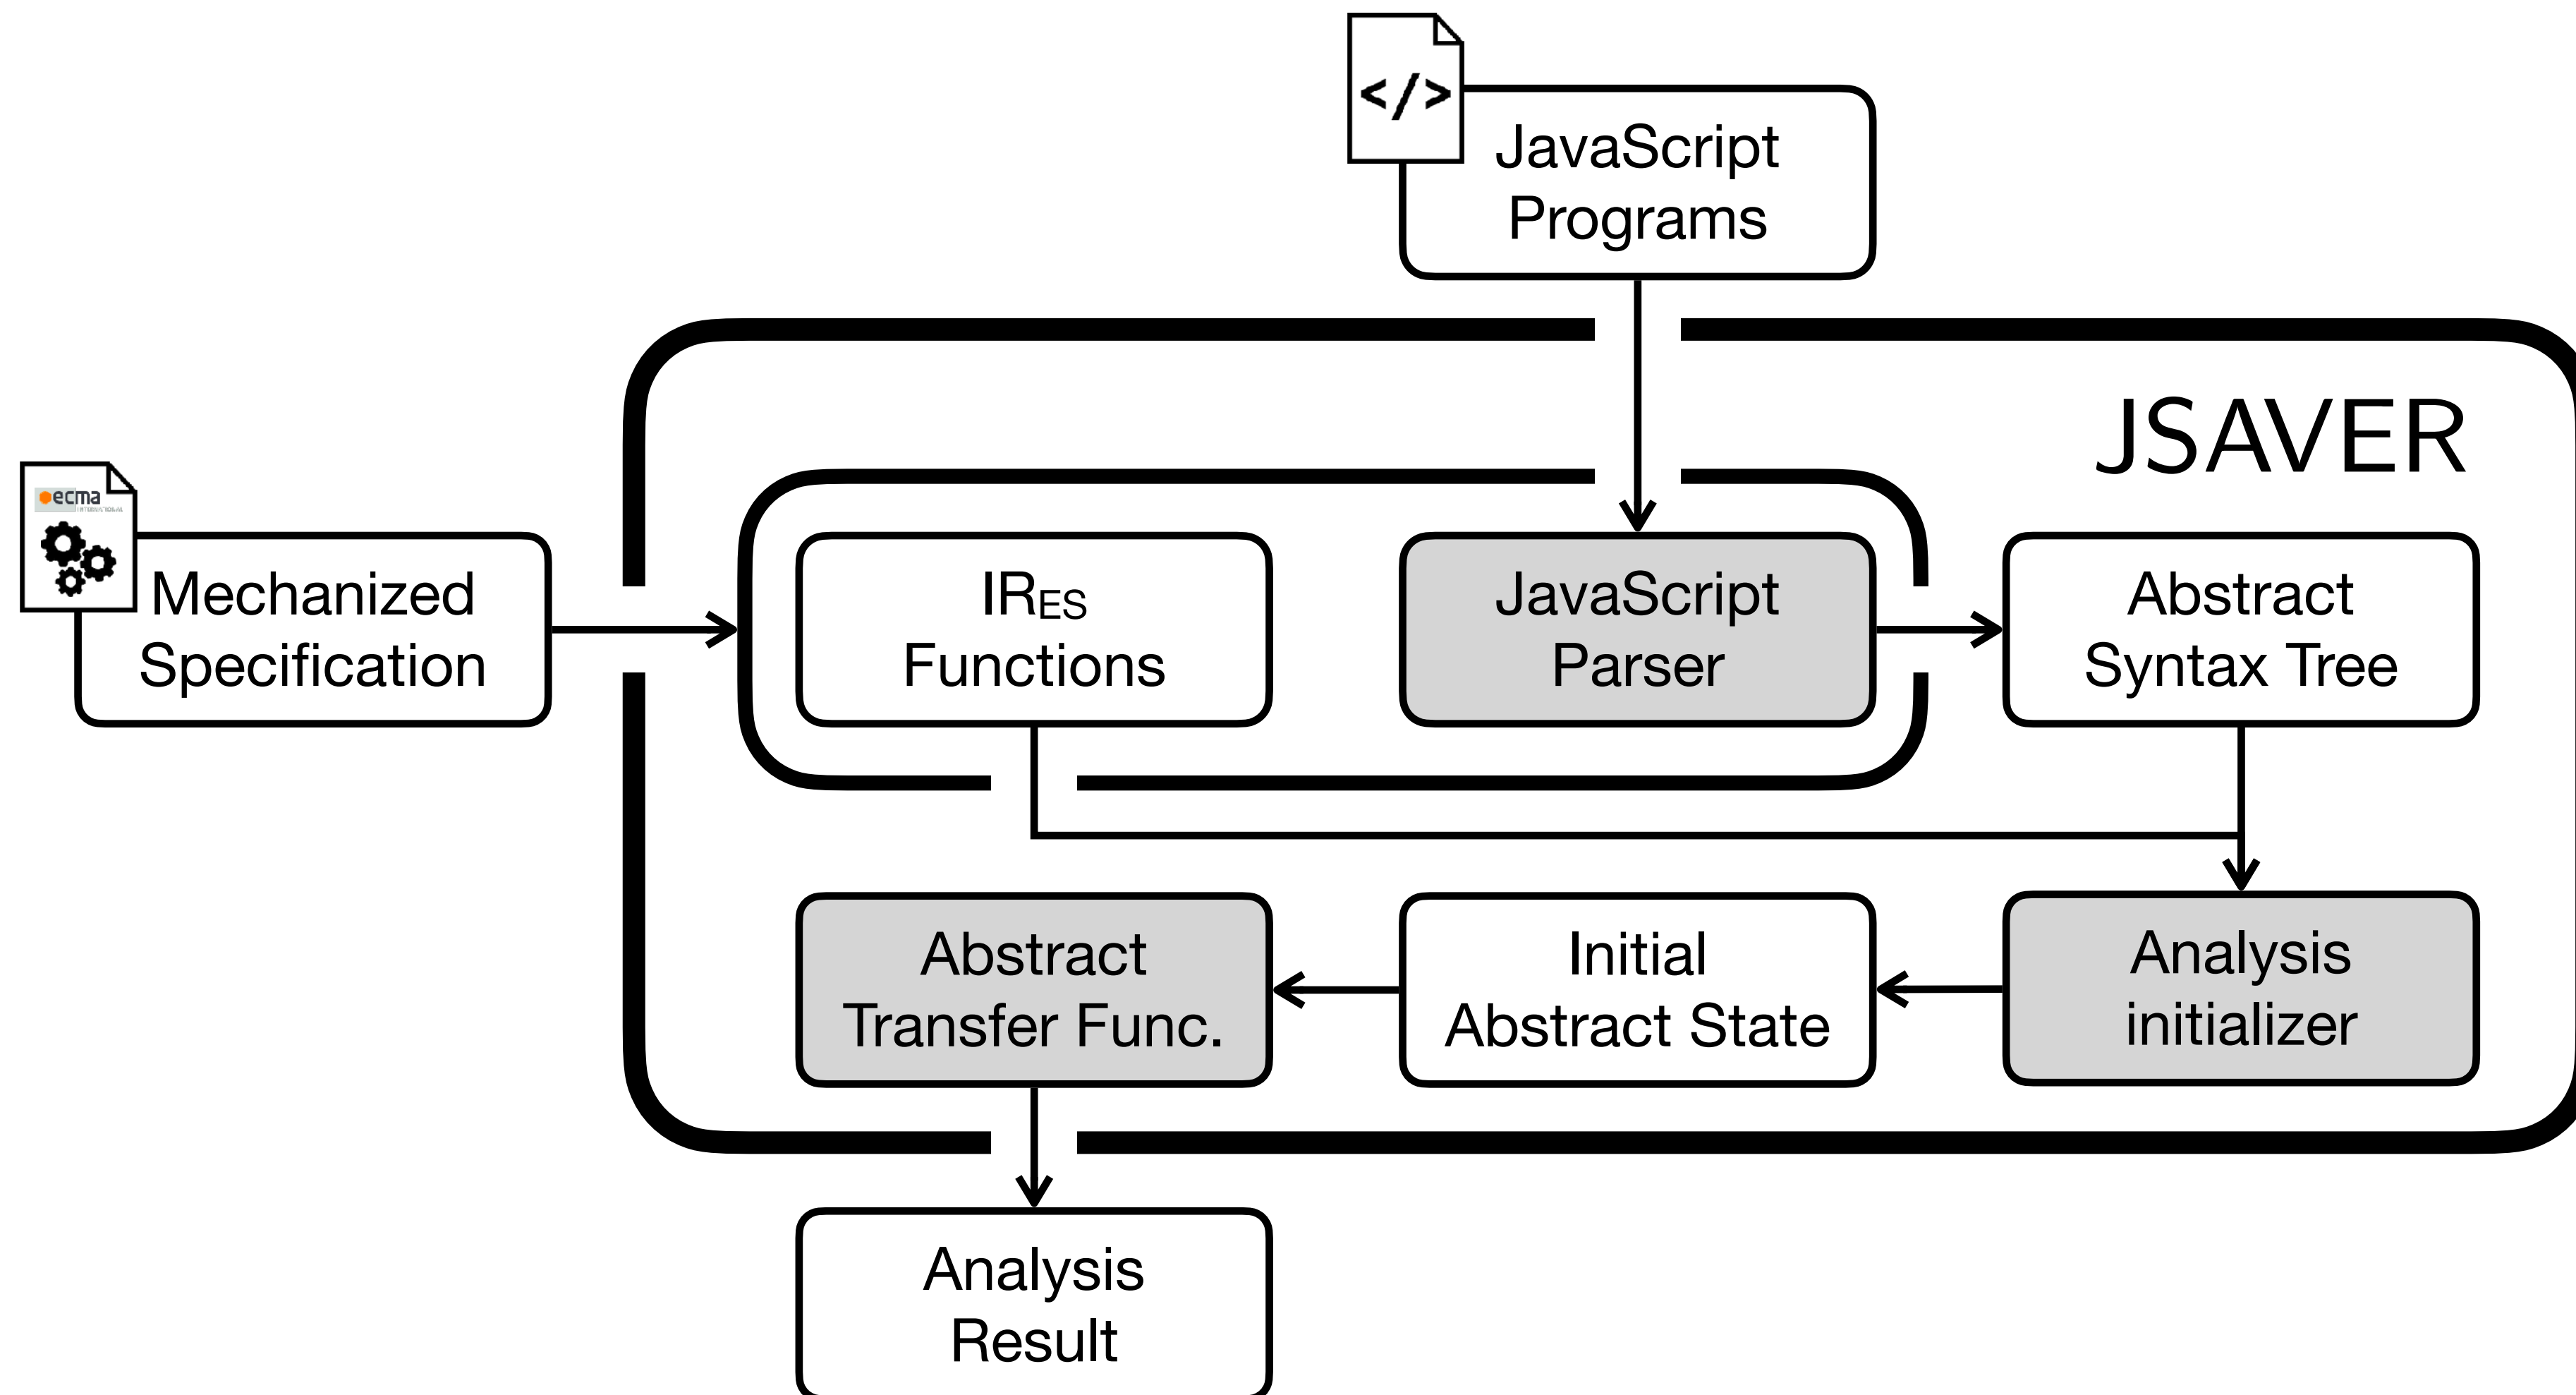 </>
JavaScript
Programs
JSAVER
ecma
INTERNATIONAL
Mechanized
Specification
IRES
Functions
JavaScript
Parser
Abstract
Syntax Tree
Abstract
Transfer Func.
Initial
Abstract State
Analysis
initializer
Analysis
Result